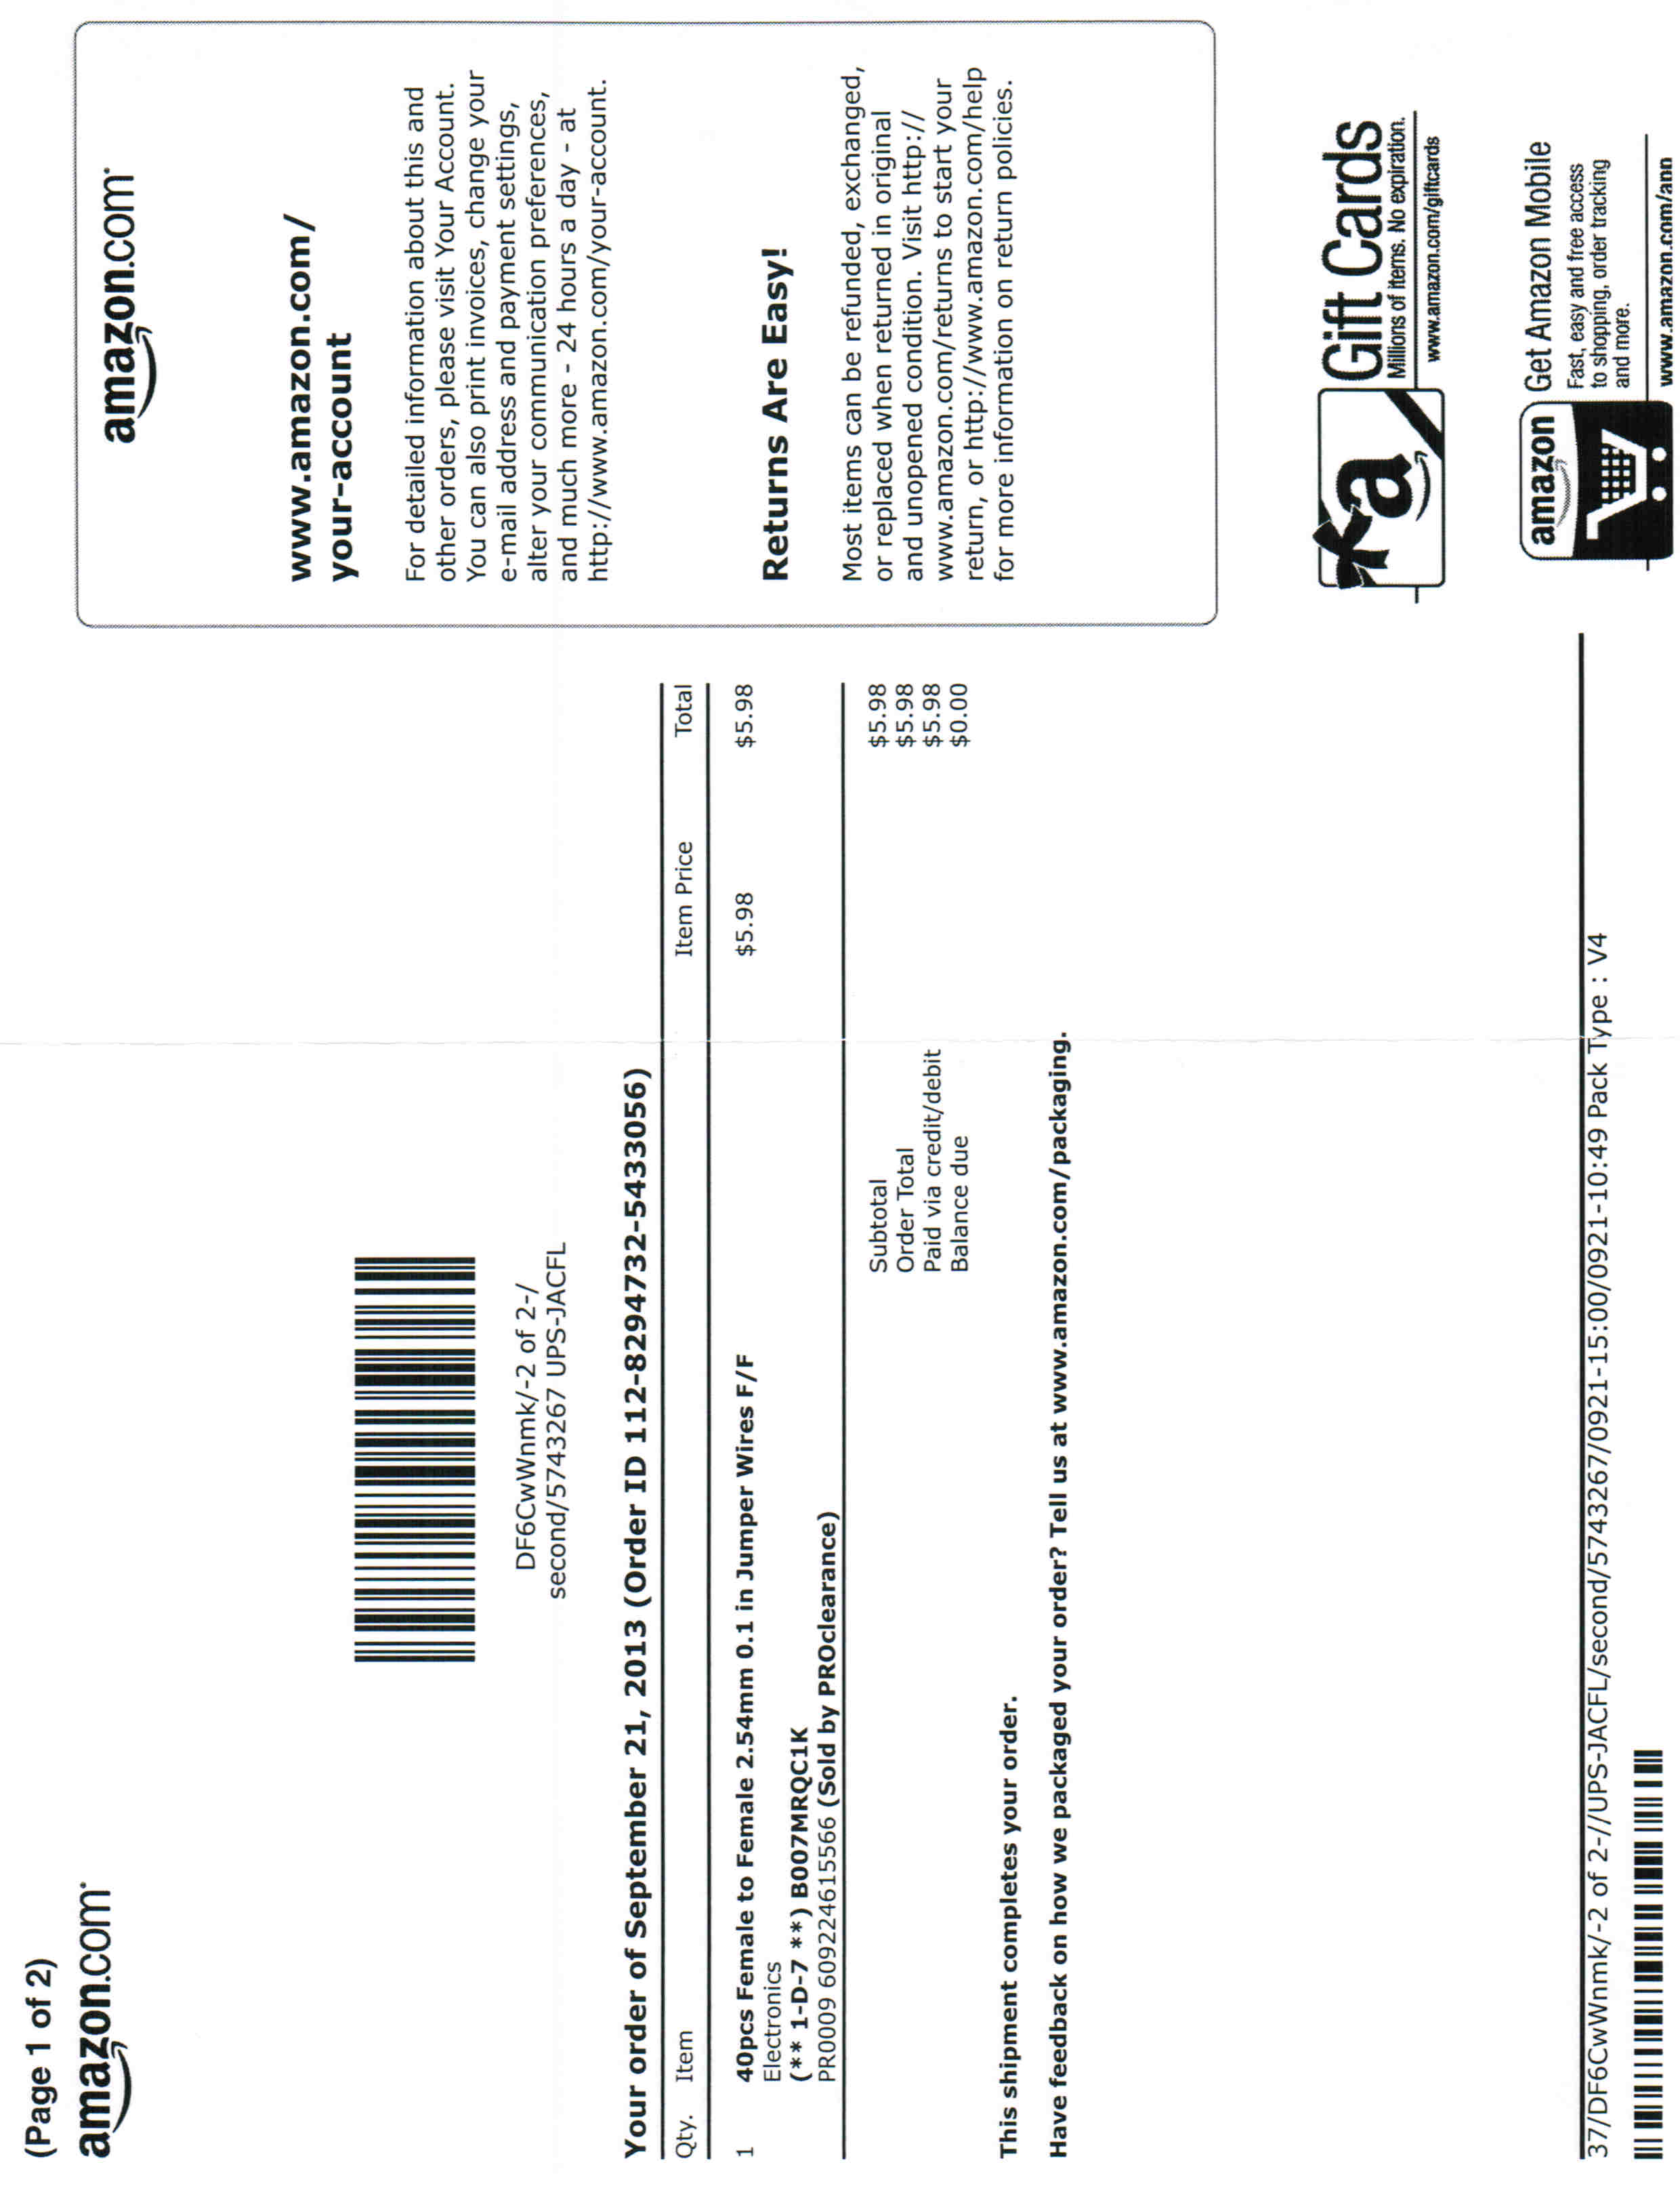 (Page 1 of 2)
amazon.com
DF6CwWnmk/-2 of 2-/
second/5743267 UPS-JACFL
Your order of September 21, 2013 (Order ID 112-8294732-5433056)
Qty. Item Item Price Total
1 40pcs Female to Female 2.54mm 0.1 in Jumper Wires F/F $5.98 $5.98
Electronics
(** 1-D-7 **) B007MRQC1K
PR0009 609224615566 (Sold by PROclearance)
Subtotal $5.98
Order Total $5.98
Paid via credit/debit $5.98
Balance due $0.00
This shipment completes your order.
Have feedback on how we packaged your order? Tell us at www.amazon.com/packaging.
37/DF6CwWnmk/-2 of 2-//UPS-JACFL/second/5743267/0921-15:00/0921-10:49 Pack Type : V4
amazon.com
www.amazon.com/
your-account
For detailed information about this and
other orders, please visit Your Account.
You can also print invoices, change your
e-mail address and payment settings,
alter your communication preferences,
and much more - 24 hours a day - at
http://www.amazon.com/your-account.
Returns Are Easy!
Most items can be refunded, exchanged,
or replaced when returned in original
and unopened condition. Visit http://
www.amazon.com/returns to start your
return, or http://www.amazon.com/help
for more information on return policies.
a
Gift Cards
Millions of items. No expiration.
www.amazon.com/giftcards
amazon
Get Amazon Mobile
Fast, easy and free access
to shopping, order tracking
and more.
www.amazon.com/ann